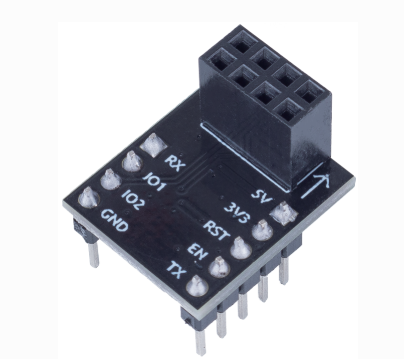 RX
IO1
IO2
GND
5V
3V3
RST
EN
TX